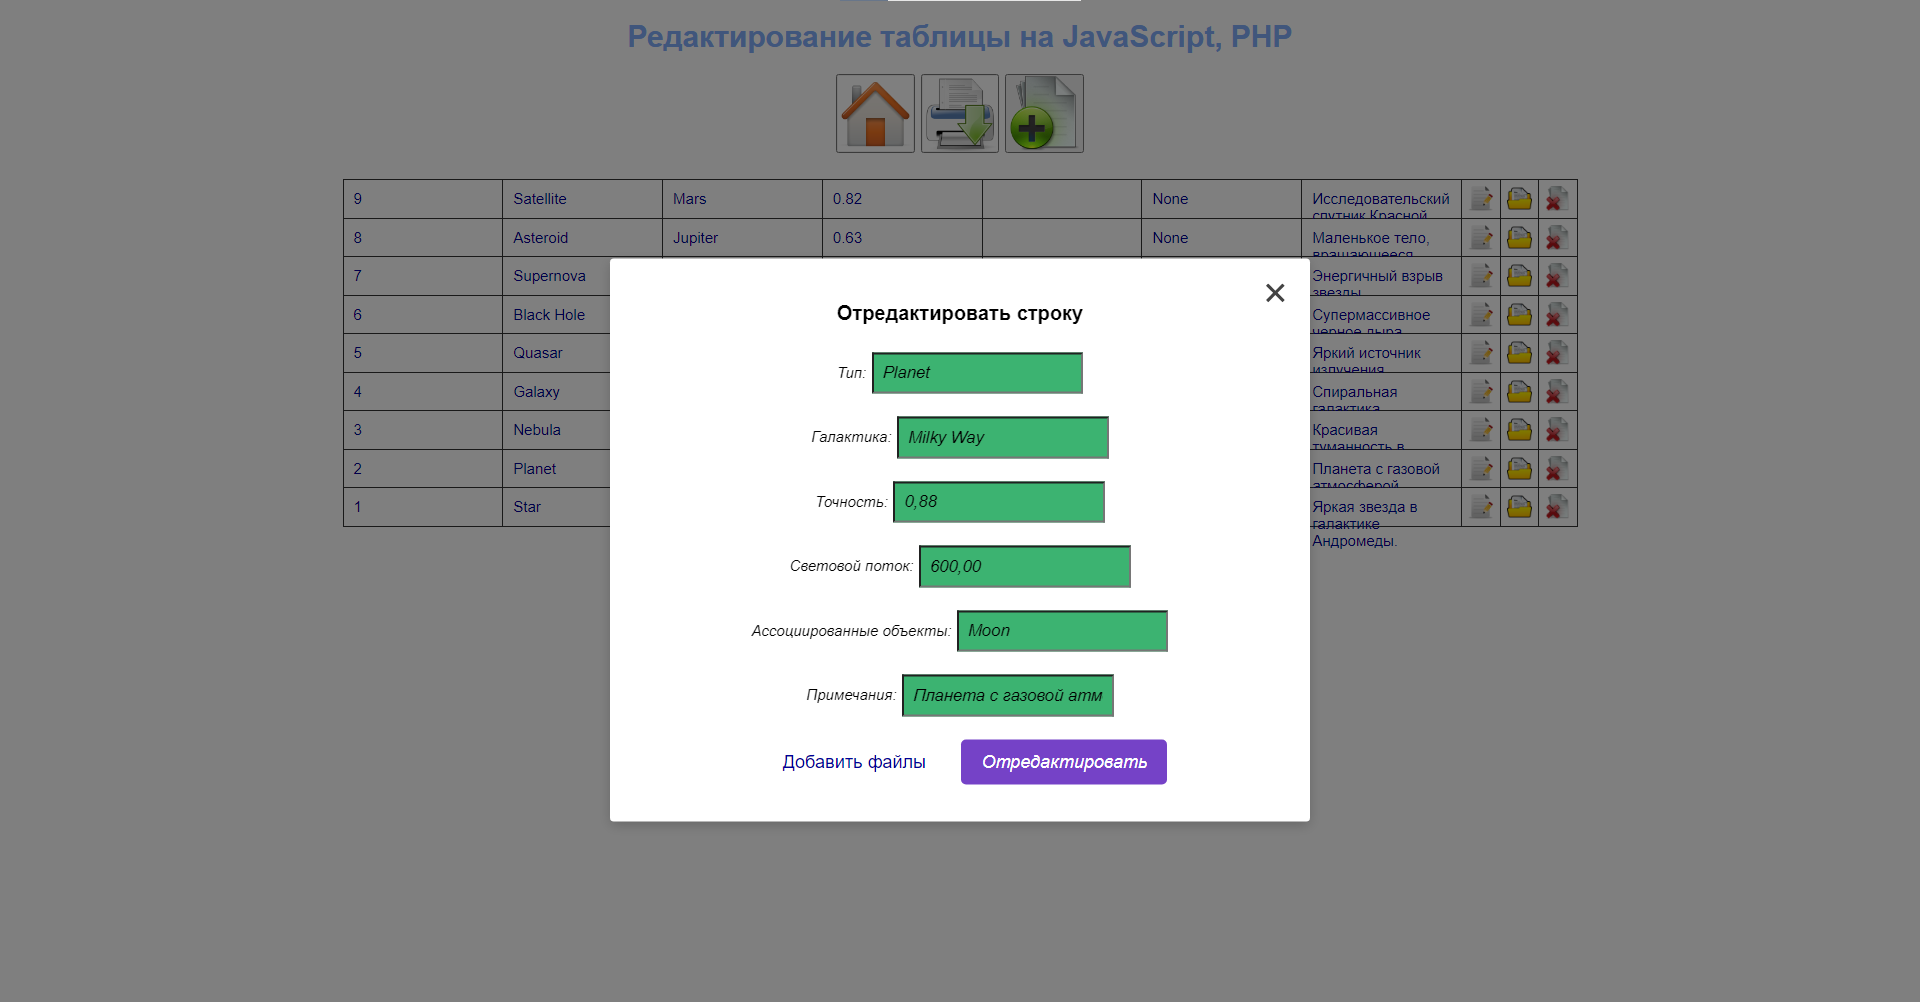 Редактирование таблицы на JavaScript, PHP
9 Satellite Mars 0.82 None Исследовательский
спутник Красной
8 Asteroid Jupiter 0.63 None Маленькое тело,
вращающееся
7 Supernova Энергичный взрыв
звезды
6 Black Hole Супермассивное
черное дыра
5 Quasar Яркий источник
излучения
4 Galaxy Спиральная
галактика
3 Nebula Красивая
туманность в
2 Planet Планета с газовой
атмосферой
1 Star Яркая звезда в
галактике
Андромеды.
Отредактировать строку
Тип: Planet
Галактика: Milky Way
Точность: 0,88
Световой поток: 600,00
Ассоциированные объекты: Moon
Примечания: Планета с газовой атм
Добавить файлы Отредактировать